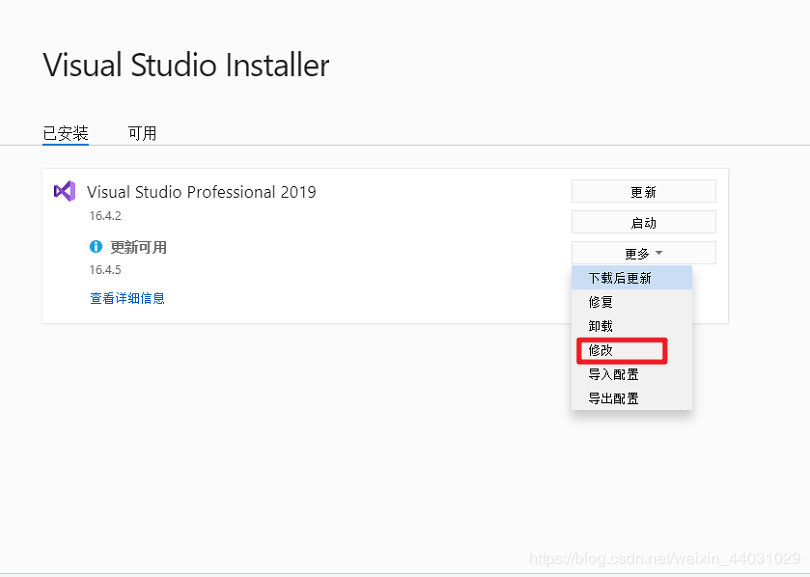 Visual Studio Installer
已安装 可用
Visual Studio Professional 2019
16.4.2
更新可用
16.4.5
查看详细信息
更新
启动
更多
下载后更新
修复
卸载
修改
导入配置
导出配置
https://blog.csdn.net/weixin_44031029